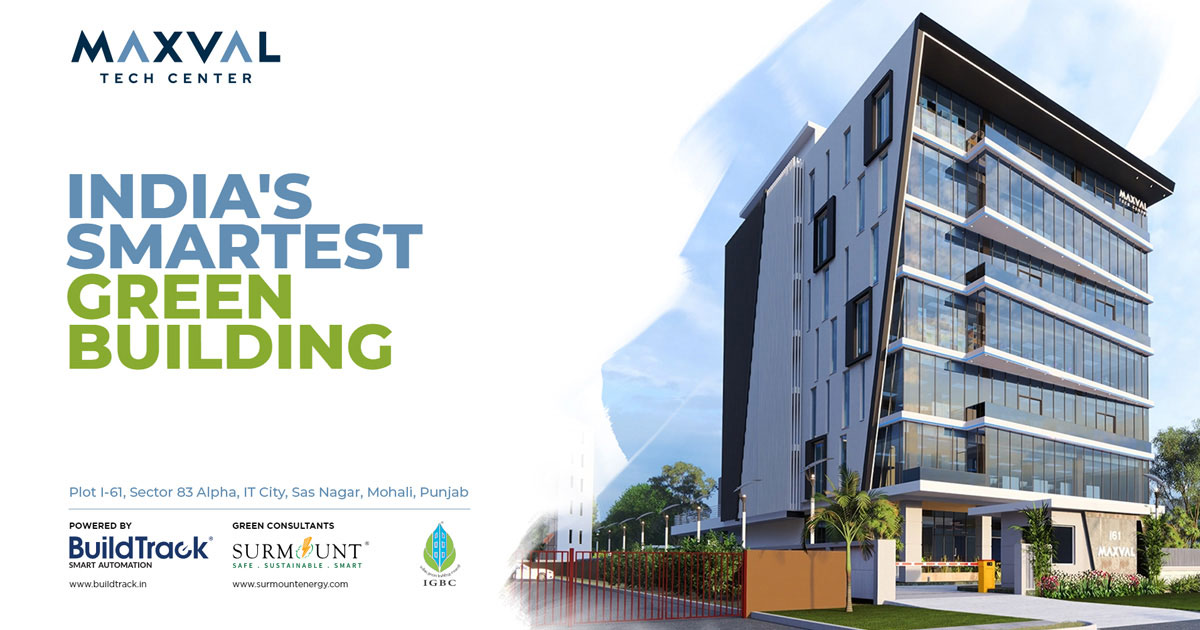 MAXVAL
TECH CENTER
INDIA'S
SMARTEST
GREEN
BUILDING
Plot I-61, Sector 83 Alpha, IT City, Sas Nagar, Mohali, Punjab
POWERED BY
BuildTrack®
SMART AUTOMATION
www.buildtrack.in
GREEN CONSULTANTS
SURMOUNT®
SAFE . SUSTAINABLE . SMART
www.surmountenergy.com
IGBC
MAXVAL
TECH CENTER
I61
MAXVAL